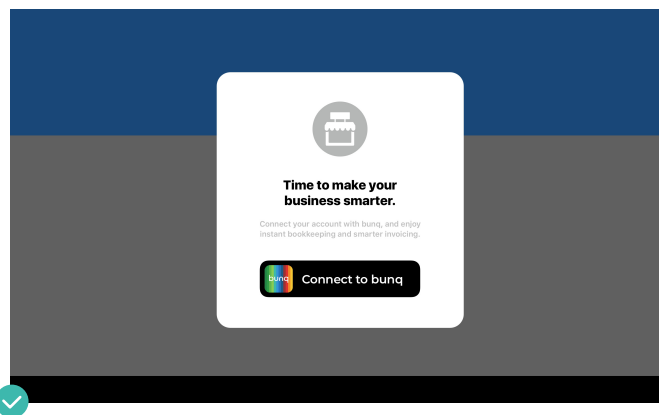 Time to make your
business smarter.
Connect your account with bunq, and enjoy
instant bookkeeping and smarter invoicing.
bunq Connect to bunq